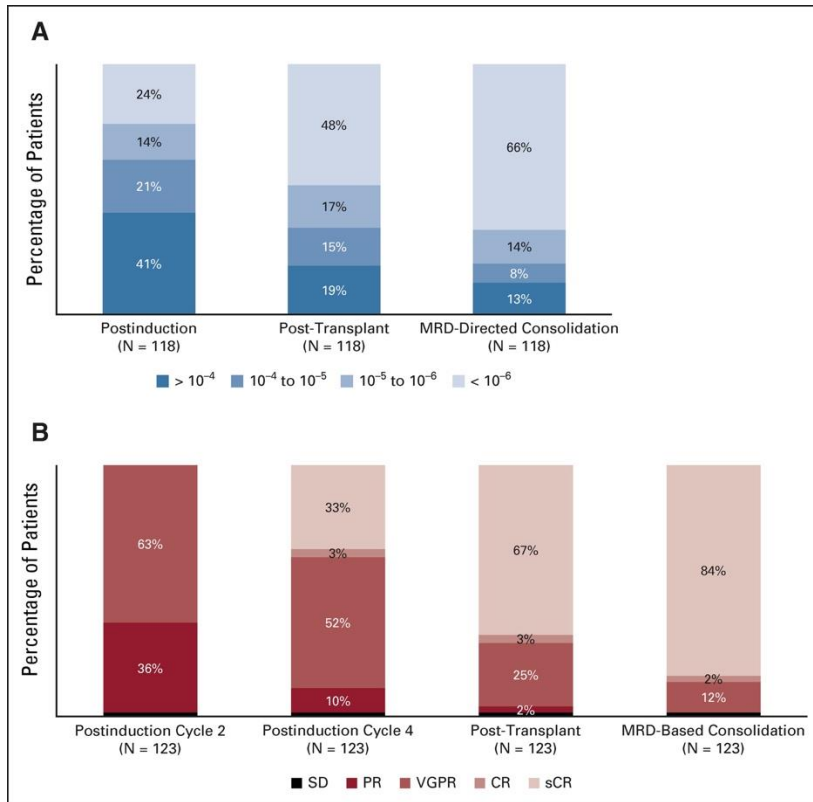 A
Percentage of Patients
24%
14%
21%
41%
48%
17%
15%
19%
66%
14%
8%
13%
Postinduction
(N = 118)
Post-Transplant
(N = 118)
MRD-Directed Consolidation
(N = 118)
> 10⁻⁴
10⁻⁴ to 10⁻⁵
10⁻⁵ to 10⁻⁶
< 10⁻⁶
B
Percentage of Patients
63%
36%
33%
3%
52%
10%
67%
3%
25%
2%
84%
2%
12%
Postinduction Cycle 2
(N = 123)
Postinduction Cycle 4
(N = 123)
Post-Transplant
(N = 123)
MRD-Based Consolidation
(N = 123)
SD
PR
VGPR
CR
sCR